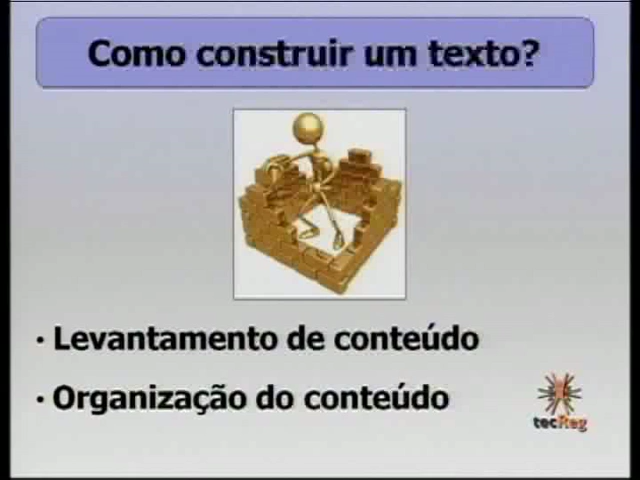 Como construir um texto?
· Levantamento de conteúdo
· Organização do conteúdo
tecReg